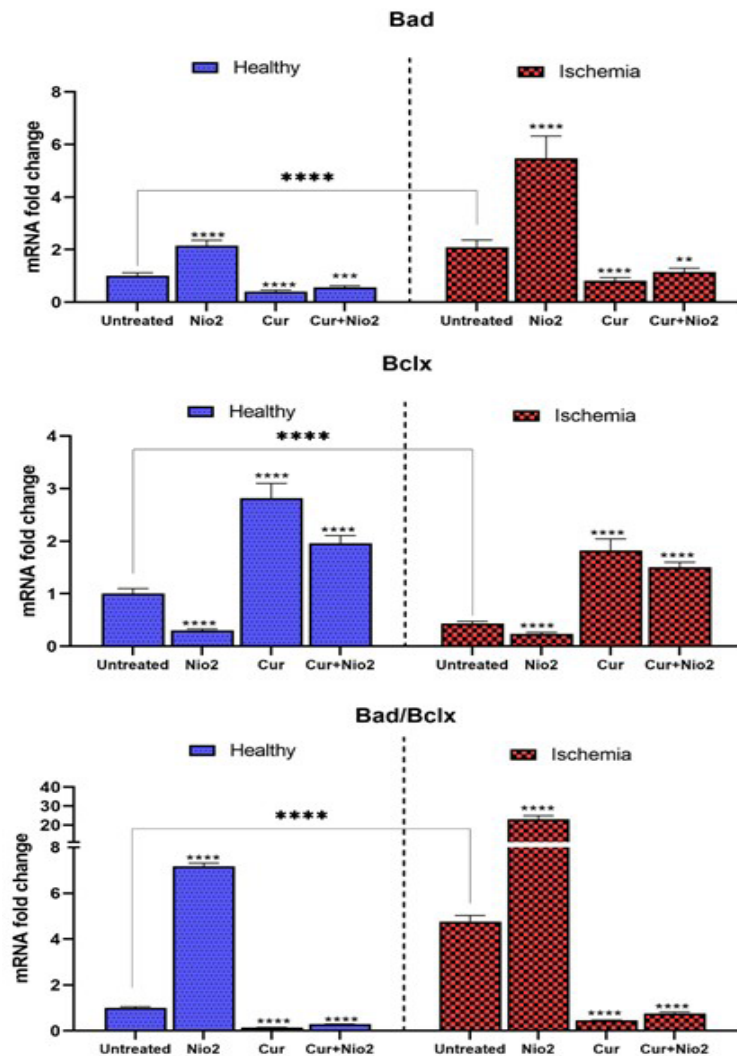 Bad
Healthy
Ischemia
mRNA fold change
8
6
4
2
0
****
****
****
***
****
****
**
Untreated Nio2 Cur Cur+Nio2 Untreated Nio2 Cur Cur+Nio2
Bclx
Healthy
Ischemia
mRNA fold change
4
3
2
1
0
****
****
****
****
****
****
****
Untreated Nio2 Cur Cur+Nio2 Untreated Nio2 Cur Cur+Nio2
Bad/Bclx
Healthy
Ischemia
mRNA fold change
40
30
20
8
6
4
2
0
****
****
****
****
****
****
****
Untreated Nio2 Cur Cur+Nio2 Untreated Nio2 Cur Cur+Nio2